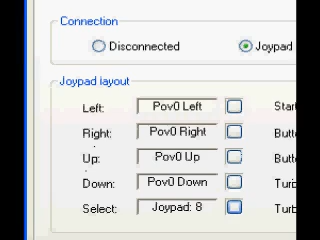 Connection
Disconnected Joypad
Joypad layout
Left: Pov0 Left Start
Right: Pov0 Right Butt
Up: Pov0 Up Butt
Down: Pov0 Down Turb
Select: Joypad: 8 Turb